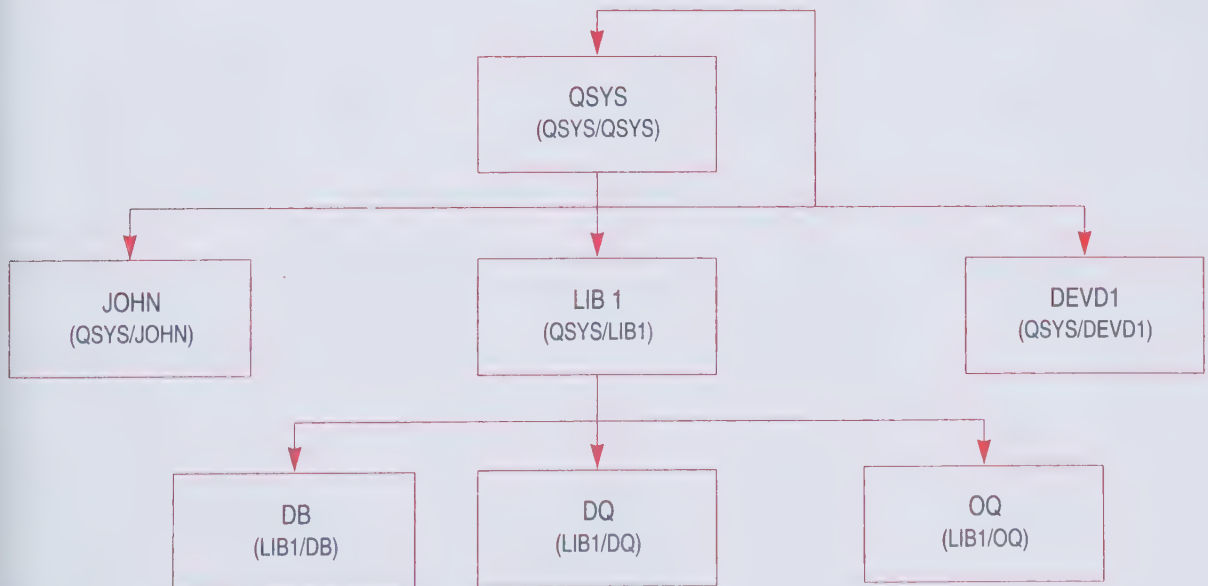 QSYS
(QSYS/QSYS)
JOHN
(QSYS/JOHN)
LIB 1
(QSYS/LIB1)
DEVD1
(QSYS/DEVD1)
DB
(LIB1/DB)
DQ
(LIB1/DQ)
OQ
(LIB1/OQ)